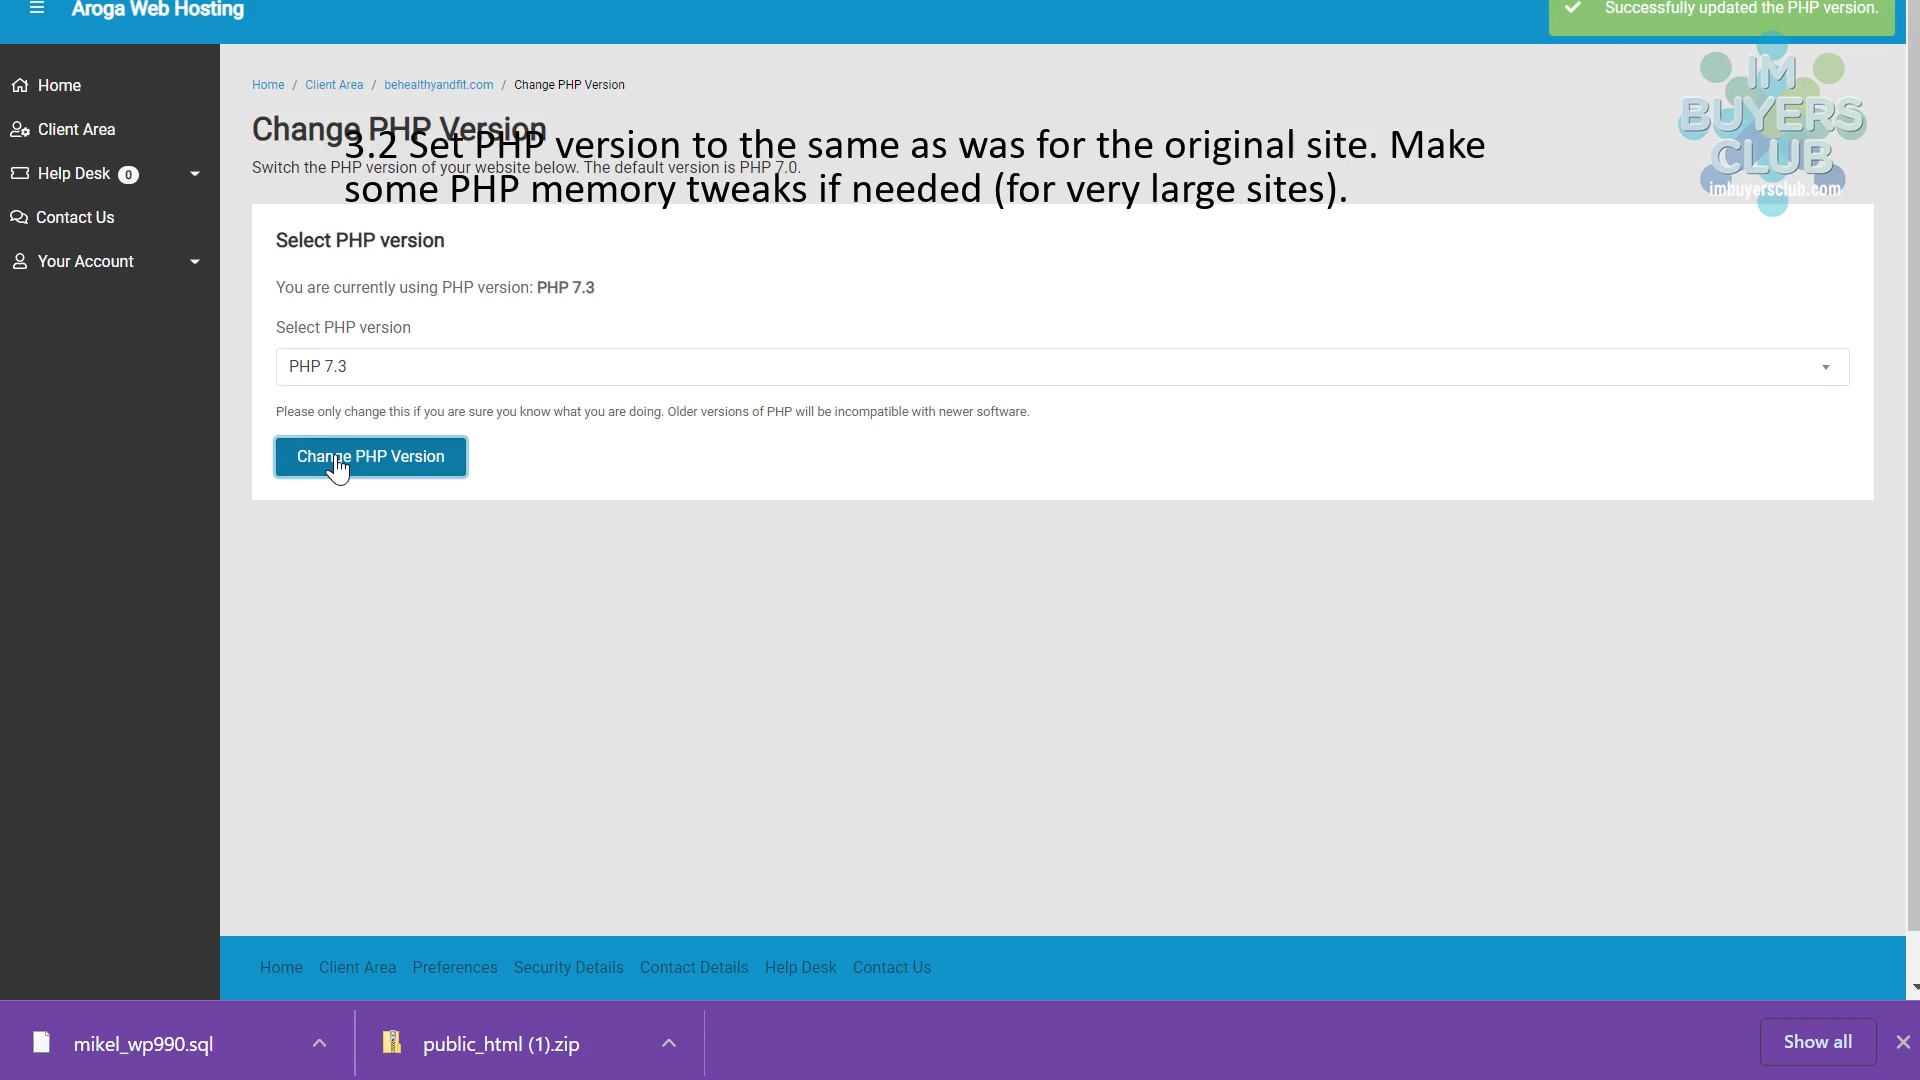 Aroga Web Hosting
Successfully updated the PHP version.
Home
Client Area
Help Desk 0
Contact Us
Your Account
Home / Client Area / behealthyandfit.com / Change PHP Version
Change PHP Version
Switch the PHP version of your website below. The default version is PHP 7.0.
3.2 Set PHP version to the same as was for the original site. Make
some PHP memory tweaks if needed (for very large sites).
IM
BUYERS
CLUB
imbuyersclub.com
Select PHP version
You are currently using PHP version: PHP 7.3
Select PHP version
PHP 7.3
Please only change this if you are sure you know what you are doing. Older versions of PHP will be incompatible with newer software.
Change PHP Version
Home Client Area Preferences Security Details Contact Details Help Desk Contact Us
mikel_wp990.sql
public_html (1).zip
Show all